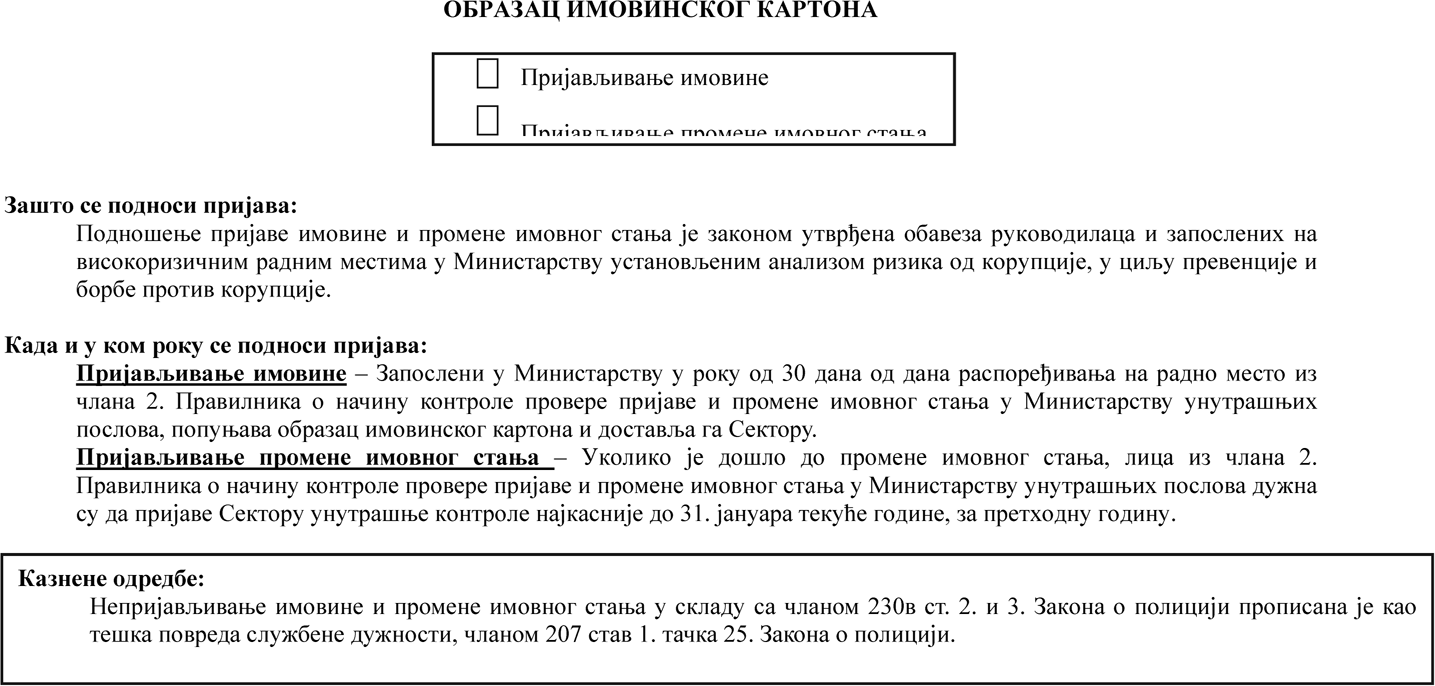 ОБРАЗАЦ ИМОВИНСКОГ КАРТОНА
Пријављивање имовине
Пријављивање промене имовног стања
Зашто се подноси пријава:
Подношење пријаве имовине и промене имовног стања је законом утврђена обавеза руководилаца и запослених на
високоризичним радним местима у Министарству установљеним анализом ризика од корупције, у циљу превенције и
борбе против корупције.
Када и у ком року се подноси пријава:
Пријављивање имовине – Запослени у Министарству у року од 30 дана од дана распоређивања на радно место из
члана 2. Правилника о начину контроле провере пријаве и промене имовног стања у Министарству унутрашњих
послова, попуњава образац имовинског картона и доставља га Сектору.
Пријављивање промене имовног стања – Уколико је дошло до промене имовног стања, лица из члана 2.
Правилника о начину контроле провере пријаве и промене имовног стања у Министарству унутрашњих послова дужна
су да пријаве Сектору унутрашње контроле најкасније до 31. јануара текуће године, за претходну годину.
Казнене одредбе:
Непријављивање имовине и промене имовног стања у складу са чланом 230в ст. 2. и 3. Закона о полицији прописана је као
тешка повреда службене дужности, чланом 207 став 1. тачка 25. Закона о полицији.